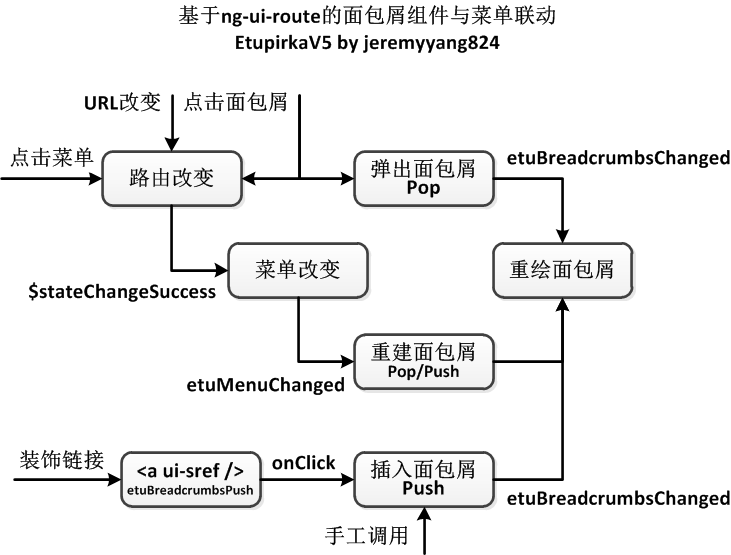 基于ng-ui-route的面包屑组件与菜单联动
EtupirkaV5 by jeremyyang824
URL改变
点击面包屑
点击菜单
路由改变
弹出面包屑
Pop
etuBreadcrumbsChanged
$stateChangeSuccess
菜单改变
重绘面包屑
etuMenuChanged
重建面包屑
Pop/Push
装饰链接
<a ui-sref />
etuBreadcrumbsPush
onClick
插入面包屑
Push
etuBreadcrumbsChanged
手工调用